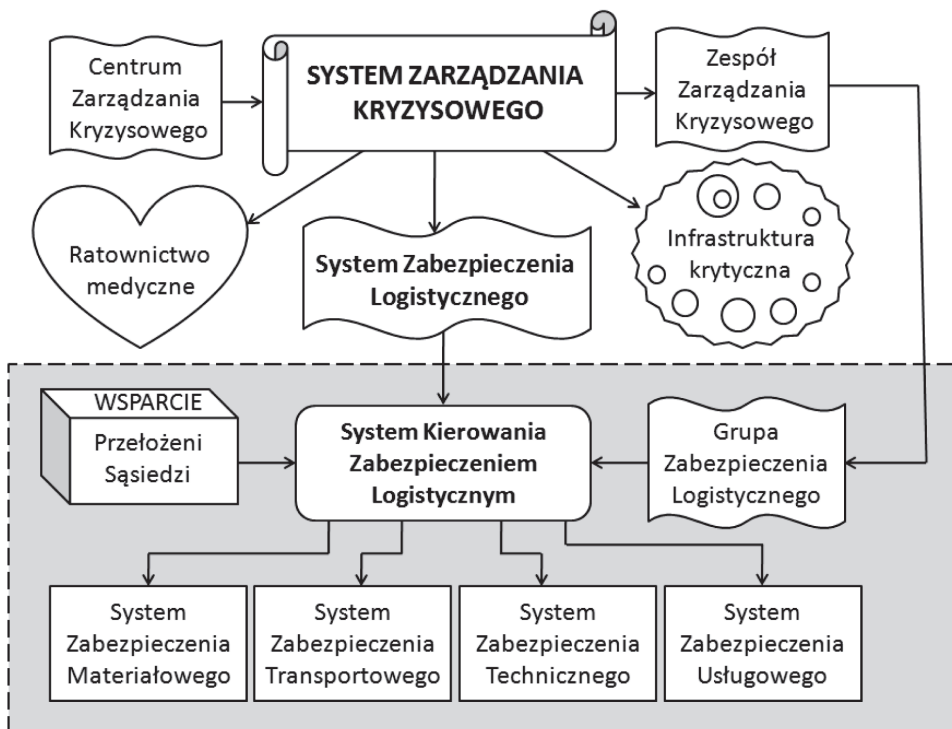 Centrum
Zarządzania
Kryzysowego
SYSTEM ZARZĄDZANIA
KRYZYSOWEGO
Zespół
Zarządzania
Kryzysowego
Ratownictwo
medyczne
System Zabezpieczenia
Logistycznego
Infrastruktura
krytyczna
WSPARCIE
Przełożeni
Sąsiedzi
System Kierowania
Zabezpieczeniem
Logistycznym
Grupa
Zabezpieczenia
Logistycznego
System
Zabezpieczenia
Materiałowego
System
Zabezpieczenia
Transportowego
System
Zabezpieczenia
Technicznego
System
Zabezpieczenia
Usługowego